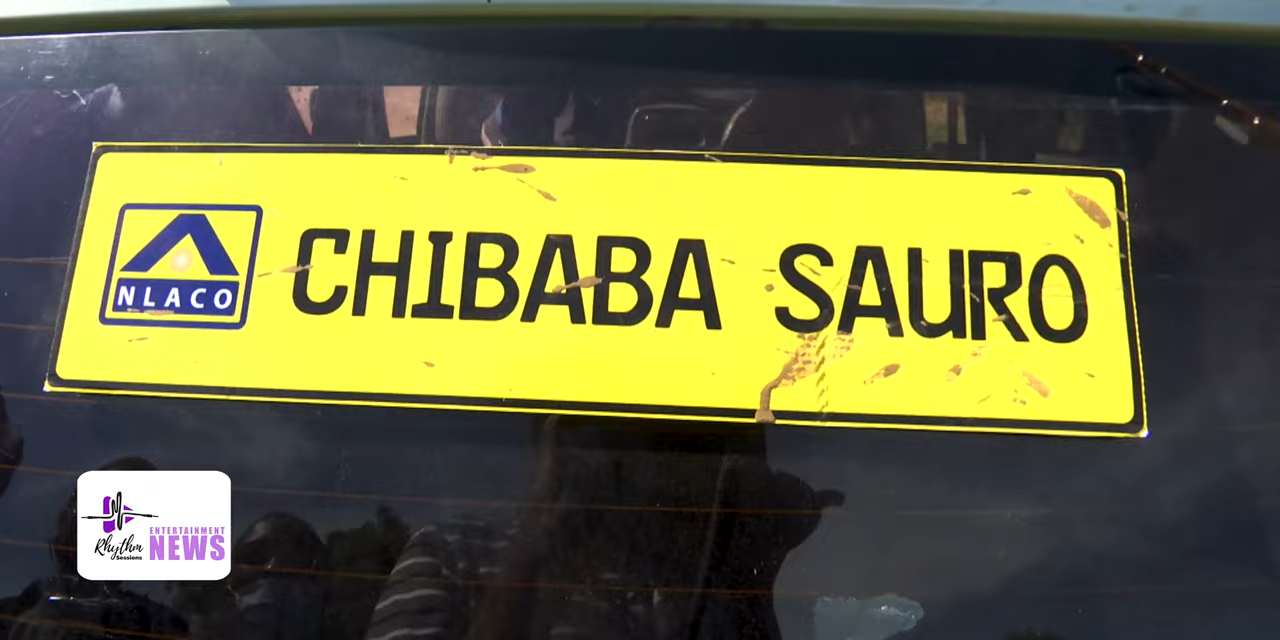 NLACO
CHIBABA SAURO
Rhythm
Sessions
ENTERTAINMENT
NEWS